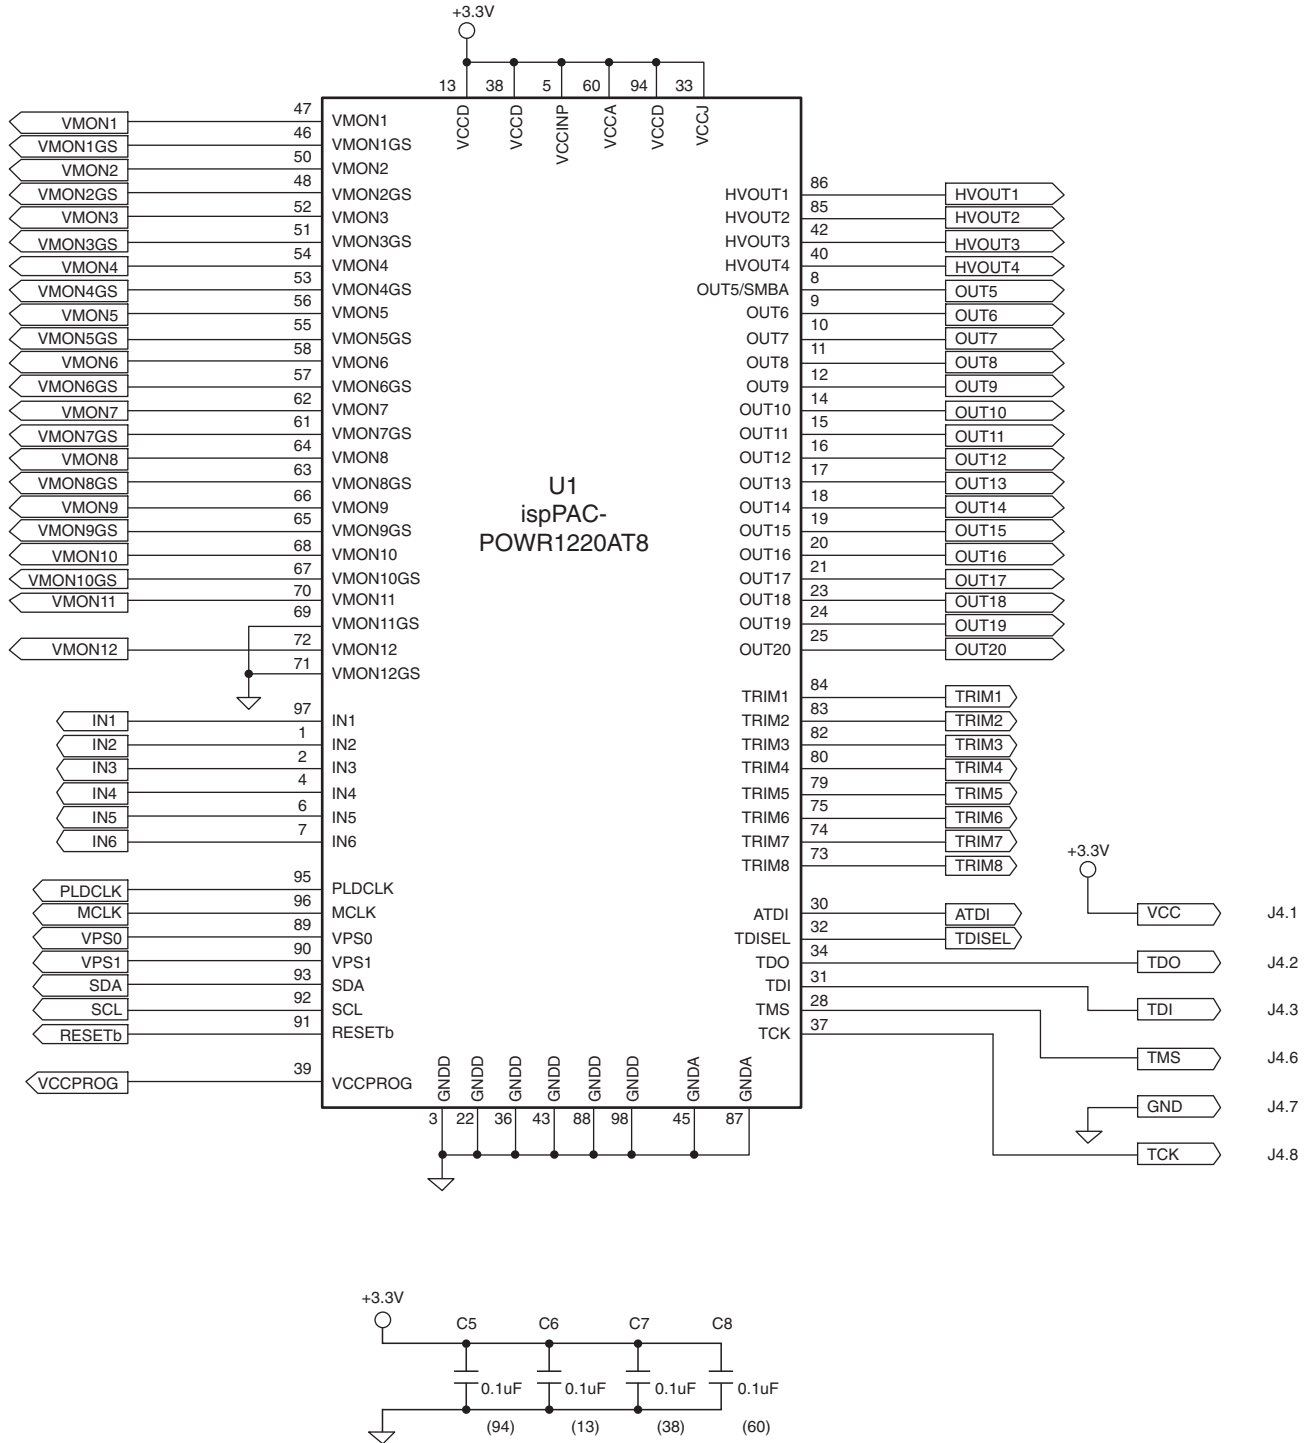 +3.3V
13 38 5 60 94 33
VCCD VCCD VCCINP VCCA VCCD VCCJ
VMON1 47 VMON1
VMON1GS 46 VMON1GS
VMON2 50 VMON2
VMON2GS 48 VMON2GS
VMON3 52 VMON3
VMON3GS 51 VMON3GS
VMON4 54 VMON4
VMON4GS 53 VMON4GS
VMON5 56 VMON5
VMON5GS 55 VMON5GS
VMON6 58 VMON6
VMON6GS 57 VMON6GS
VMON7 62 VMON7
VMON7GS 61 VMON7GS
VMON8 64 VMON8
VMON8GS 63 VMON8GS
VMON9 66 VMON9
VMON9GS 65 VMON9GS
VMON10 68 VMON10
VMON10GS 67 VMON10GS
VMON11 70 VMON11
69 VMON11GS
VMON12 72 VMON12
71 VMON12GS
IN1 97 IN1
IN2 1 IN2
IN3 2 IN3
IN4 4 IN4
IN5 6 IN5
IN6 7 IN6
PLDCLK 95 PLDCLK
MCLK 96 MCLK
VPS0 89 VPS0
VPS1 90 VPS1
SDA 93 SDA
SCL 92 SCL
RESETb 91 RESETb
VCCPROG 39 VCCPROG
U1
ispPAC-
POWR1220AT8
HVOUT1 86 HVOUT1
HVOUT2 85 HVOUT2
HVOUT3 42 HVOUT3
HVOUT4 40 HVOUT4
OUT5/SMBA 8 OUT5
OUT6 9 OUT6
OUT7 10 OUT7
OUT8 11 OUT8
OUT9 12 OUT9
OUT10 14 OUT10
OUT11 15 OUT11
OUT12 16 OUT12
OUT13 17 OUT13
OUT14 18 OUT14
OUT15 19 OUT15
OUT16 20 OUT16
OUT17 21 OUT17
OUT18 23 OUT18
OUT19 24 OUT19
OUT20 25 OUT20
TRIM1 84 TRIM1
TRIM2 83 TRIM2
TRIM3 82 TRIM3
TRIM4 80 TRIM4
TRIM5 79 TRIM5
TRIM6 75 TRIM6
TRIM7 74 TRIM7
TRIM8 73 TRIM8
ATDI 30 ATDI
TDISEL 32 TDISEL
TDO 34
TDI 31
TMS 28
TCK 37
+3.3V
VCC J4.1
TDO J4.2
TDI J4.3
TMS J4.6
GND J4.7
TCK J4.8
GNDD GNDD GNDD GNDD GNDD GNDD GNDA GNDA
3 22 36 43 88 98 45 87
+3.3V
C5 C6 C7 C8
0.1uF 0.1uF 0.1uF 0.1uF
(94) (13) (38) (60)